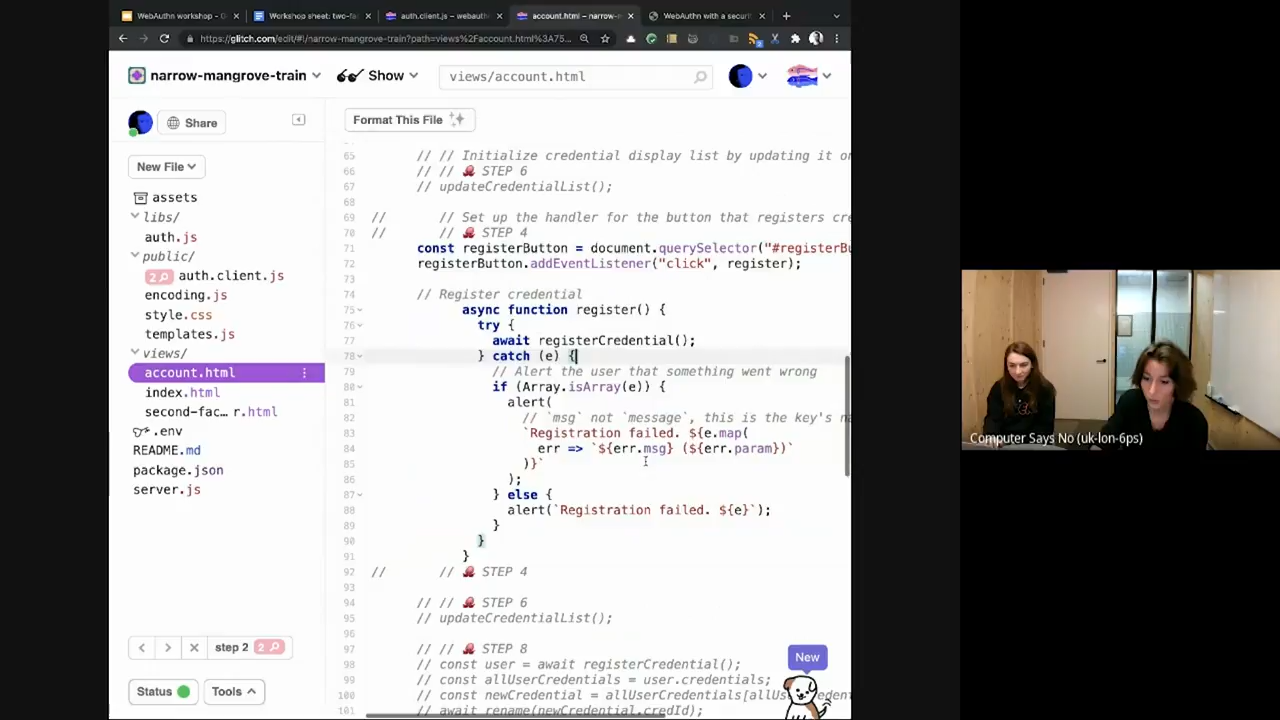 WebAuthn workshop - G
Workshop sheet: two-fa
auth.client.js – webauth
account.html – narrow-m
WebAuthn with a securi
https://glitch.com/edit/#!/narrow-mangrove-train?path=views%2Faccount.html%3A75...
narrow-mangrove-train
Show
views/account.html
Share
Format This File
New File
assets
libs/
auth.js
public/
2 auth.client.js
encoding.js
style.css
templates.js
views/
account.html
index.html
second-fac… r.html
.env
README.md
package.json
server.js
step 2 2
Status
Tools
65 // // Initialize credential display list by updating it on
66 // // STEP 6
67 // updateCredentialList();
68
69 // // Set up the handler for the button that registers cre
70 // // STEP 4
71 const registerButton = document.querySelector("#registerBu
72 registerButton.addEventListener("click", register);
73
74 // Register credential
75 async function register() {
76 try {
77 await registerCredential();
78 } catch (e) {
79 // Alert the user that something went wrong
80 if (Array.isArray(e)) {
81 alert(
82 // `msg` not `message`, this is the key's na
83 `Registration failed. ${e.map(
84 err => `${err.msg} (${err.param})`
85 )}`
86 );
87 } else {
88 alert(`Registration failed. ${e}`);
89 }
90 }
91 }
92 // // STEP 4
93
94 // // STEP 6
95 // updateCredentialList();
96
97 // // STEP 8
98 // const user = await registerCredential();
99 // const allUserCredentials = user.credentials;
100 // const newCredential = allUserCredentials[allUs
101 // await rename(newCredential.credId);
New
Computer Says No (uk-lon-6ps)